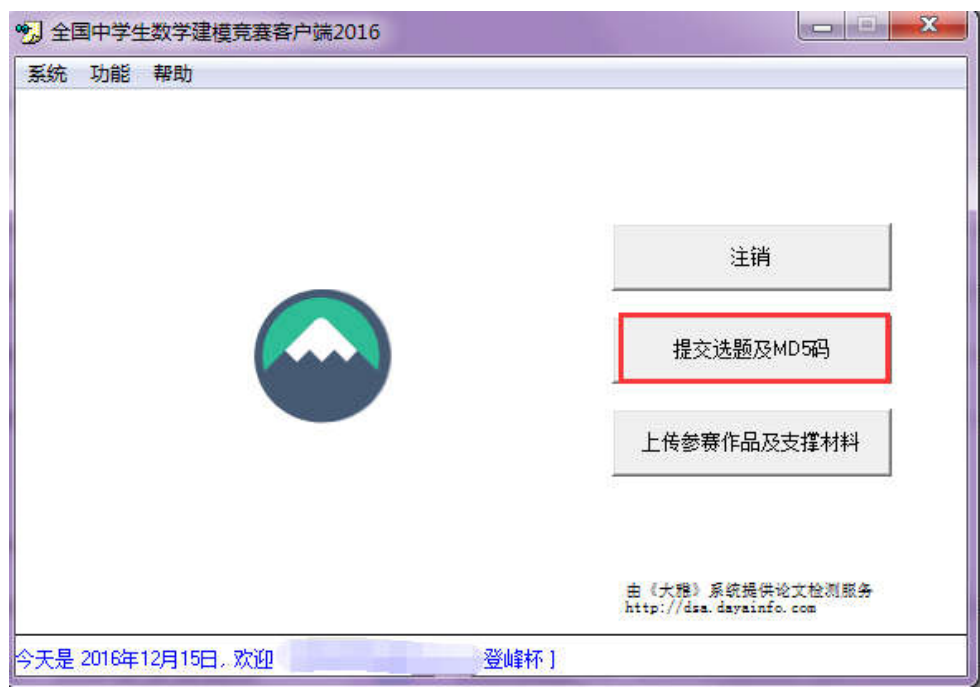 全国中学生数学建模竞赛客户端2016
系统 功能 帮助
注销
提交选题及MD5码
上传参赛作品及支撑材料
由《大雅》系统提供论文检测服务
http://dsa.dayainfo.com
今天是 2016年12月15日, 欢迎 登峰杯 ]